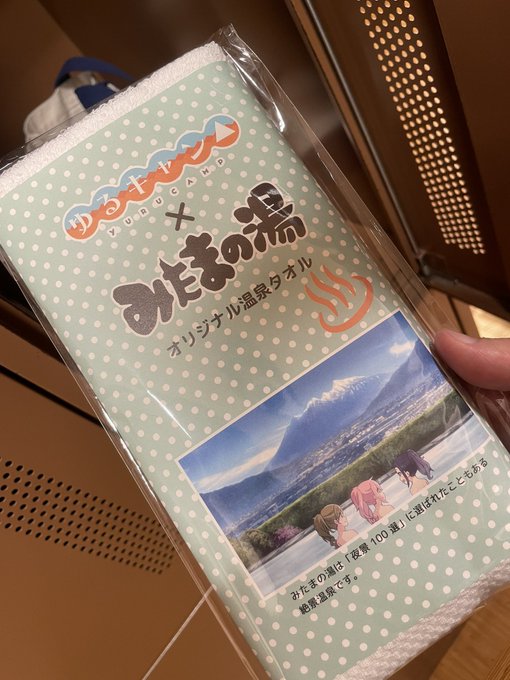 ゆるキャン△
YURUCAMP
×
みたまの湯
オリジナル温泉タオル
みたまの湯は「夜景100選」に選ばれたこともある
絶景温泉です。